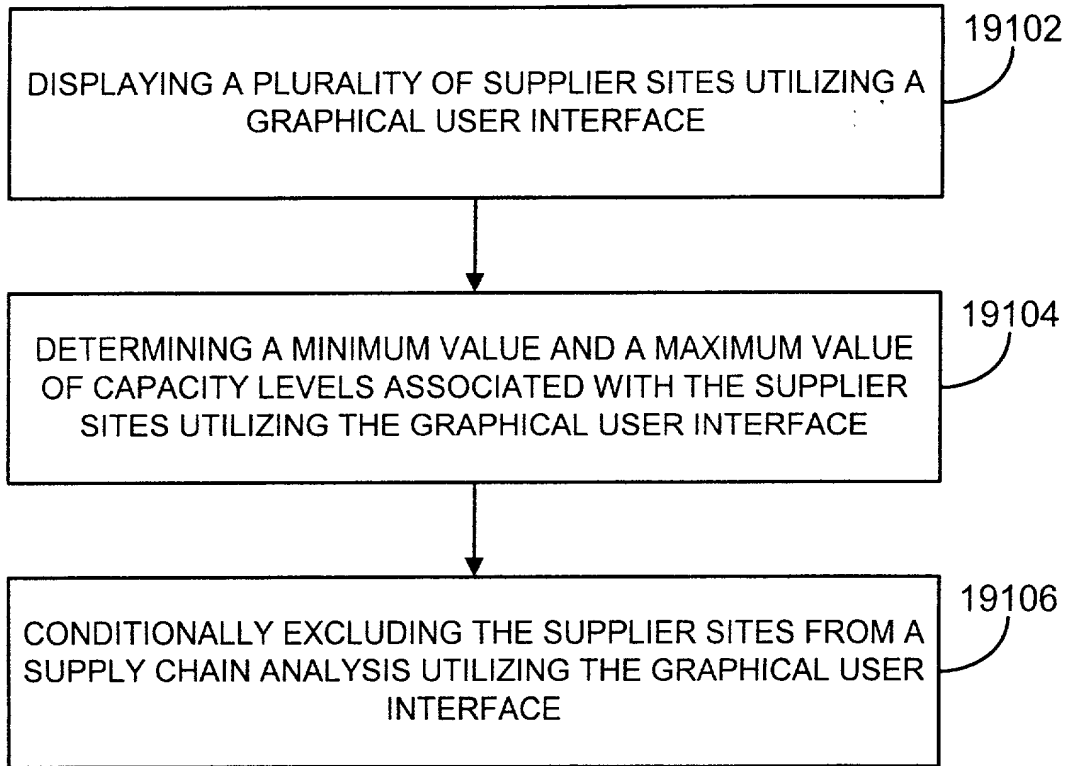 19102
DISPLAYING A PLURALITY OF SUPPLIER SITES UTILIZING A
GRAPHICAL USER INTERFACE
19104
DETERMINING A MINIMUM VALUE AND A MAXIMUM VALUE
OF CAPACITY LEVELS ASSOCIATED WITH THE SUPPLIER
SITES UTILIZING THE GRAPHICAL USER INTERFACE
19106
CONDITIONALLY EXCLUDING THE SUPPLIER SITES FROM A
SUPPLY CHAIN ANALYSIS UTILIZING THE GRAPHICAL USER
INTERFACE